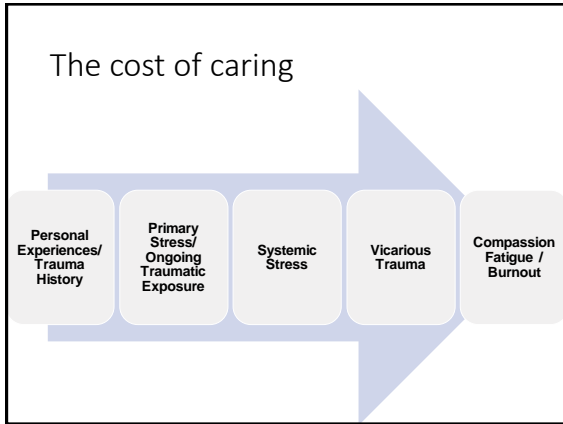 The cost of caring
Personal
Experiences/
Trauma
History
Primary
Stress/
Ongoing
Traumatic
Exposure
Systemic
Stress
Vicarious
Trauma
Compassion
Fatigue /
Burnout